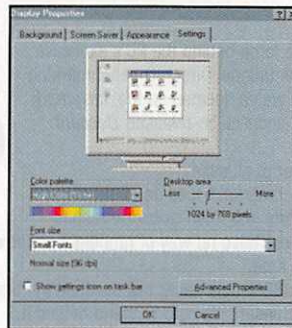 Display Properties
Background Screen Saver Appearance Settings
Color palette
Desktop area
Less More
1024 by 768 pixels
Font size
Small Fonts
Normal size (96 dpi)
Show settings icon on task bar
Advanced Properties
OK Cancel